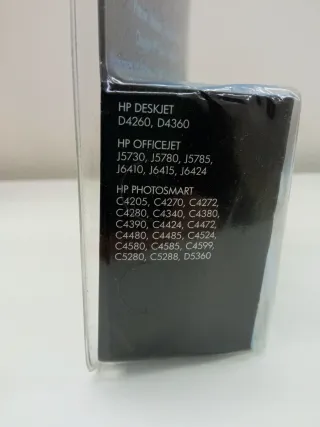 HP DESKJET
D4260, D4360
HP OFFICEJET
J5730, J5780, J5785,
J6410, J6415, J6424
HP PHOTOSMART
C4205, C4270, C4272,
C4280, C4340, C4380,
C4390, C4424, C4472,
C4480, C4485, C4524,
C4580, C4585, C4599,
C5280, C5288, D5360